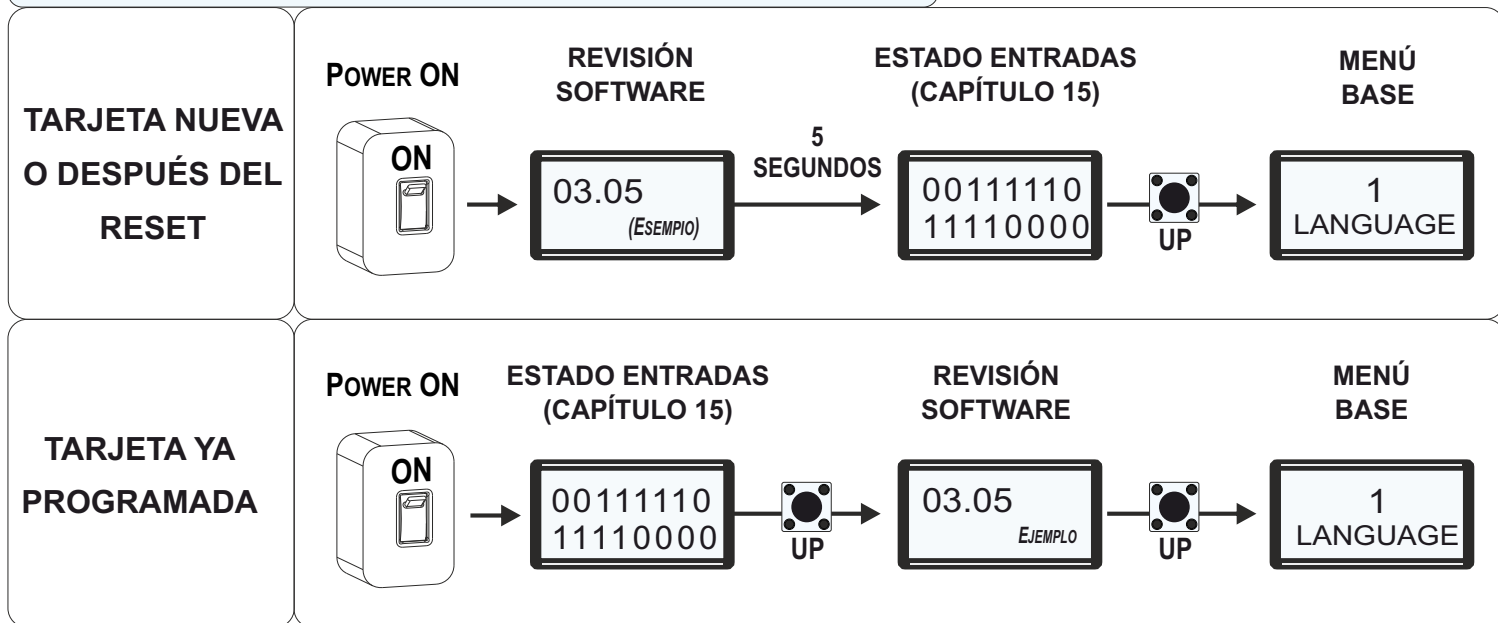 TARJETA NUEVA
O DESPUÉS DEL
RESET
POWER ON
ON
REVISIÓN
SOFTWARE
03.05
(ESEMPIO)
5
SEGUNDOS
ESTADO ENTRADAS
(CAPÍTULO 15)
00111110
11110000
UP
MENÚ
BASE
1
LANGUAGE
TARJETA YA
PROGRAMADA
POWER ON
ON
ESTADO ENTRADAS
(CAPÍTULO 15)
00111110
11110000
UP
REVISIÓN
SOFTWARE
03.05
EJEMPLO
UP
MENÚ
BASE
1
LANGUAGE